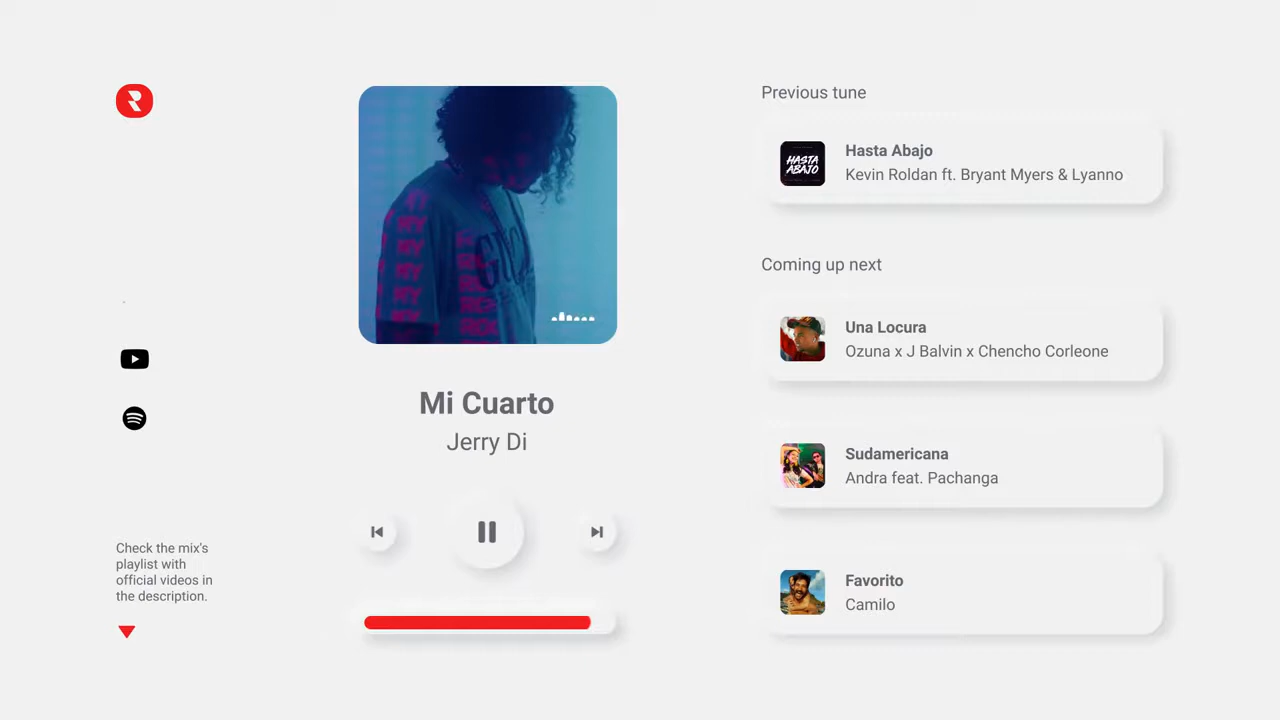 Previous tune
HASTA
ABAJO
Hasta Abajo
Kevin Roldan ft. Bryant Myers & Lyanno
Coming up next
Una Locura
Ozuna x J Balvin x Chencho Corleone
Sudamericana
Andra feat. Pachanga
Favorito
Camilo
Mi Cuarto
Jerry Di
Check the mix's
playlist with
official videos in
the description.